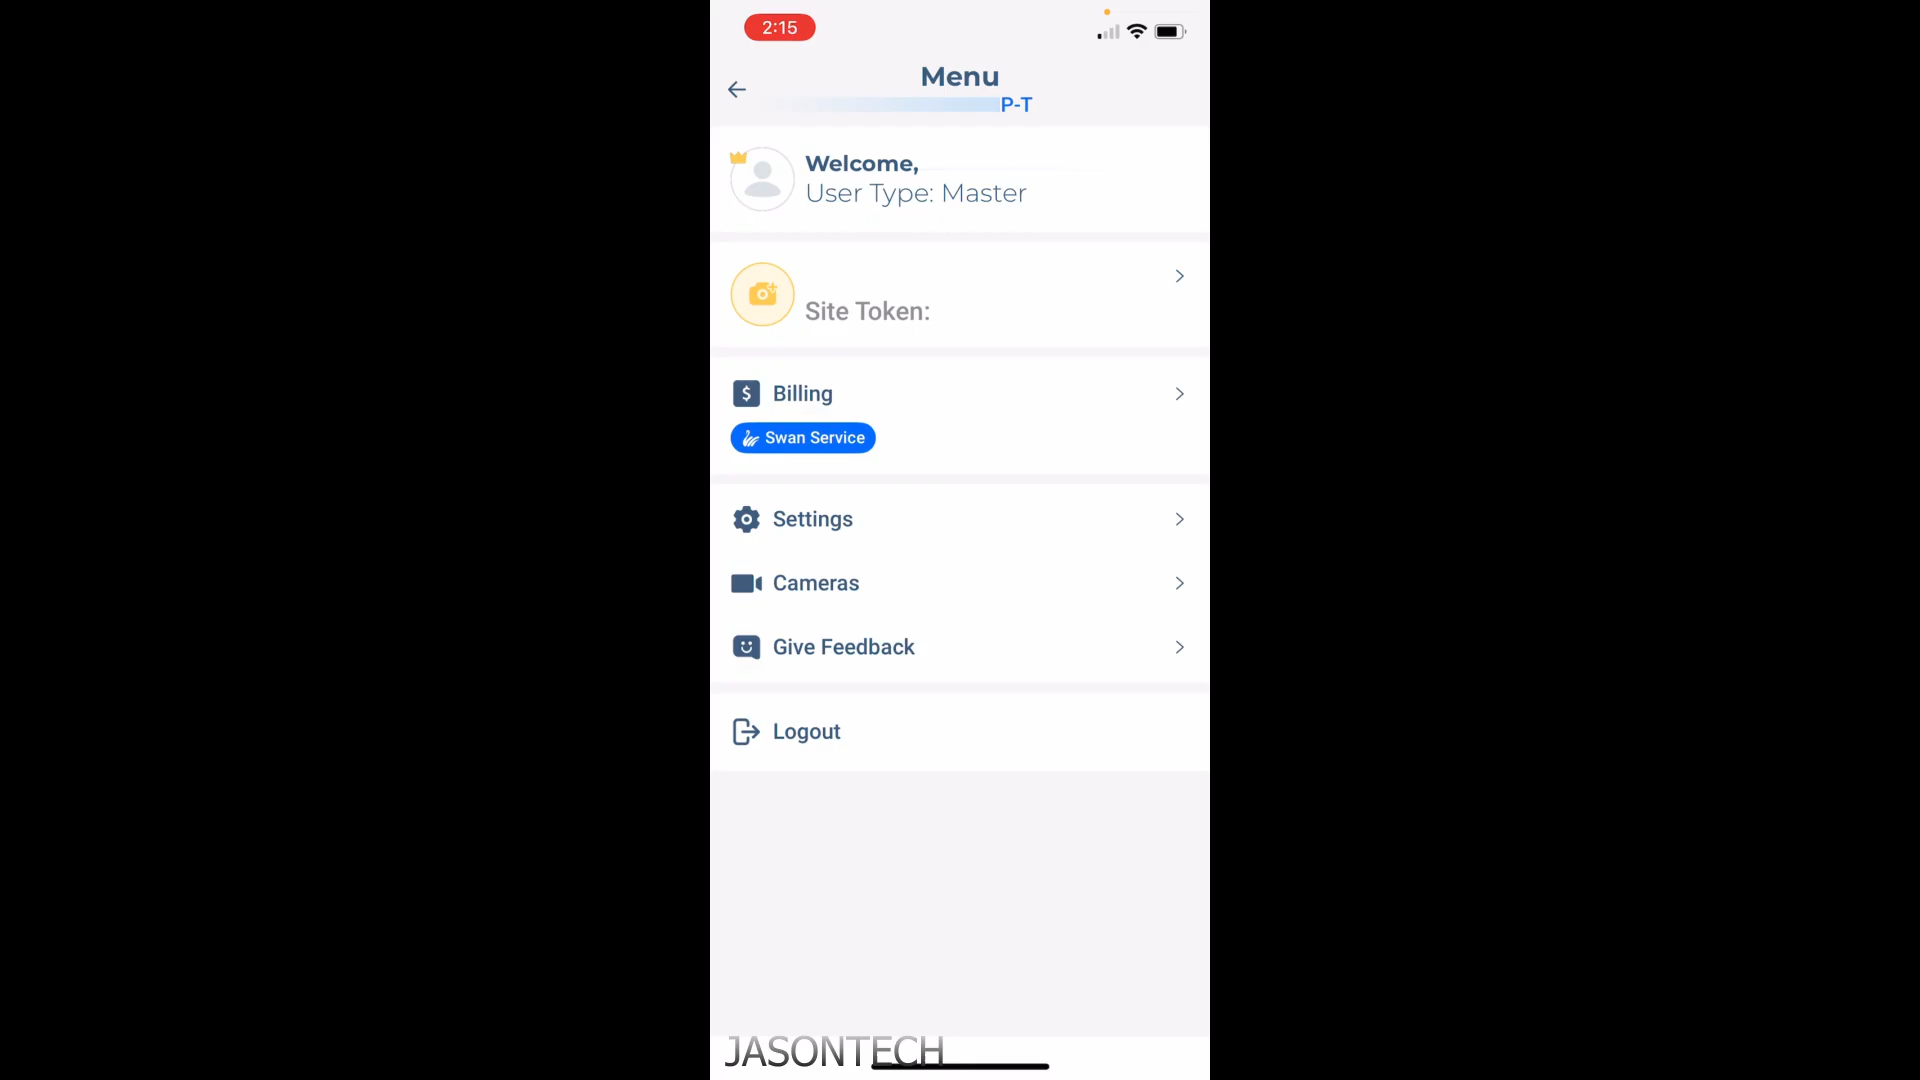 2:15
Menu
P-T
Welcome,
User Type: Master
Site Token:
Billing
Swan Service
Settings
Cameras
Give Feedback
Logout
JASONTECH